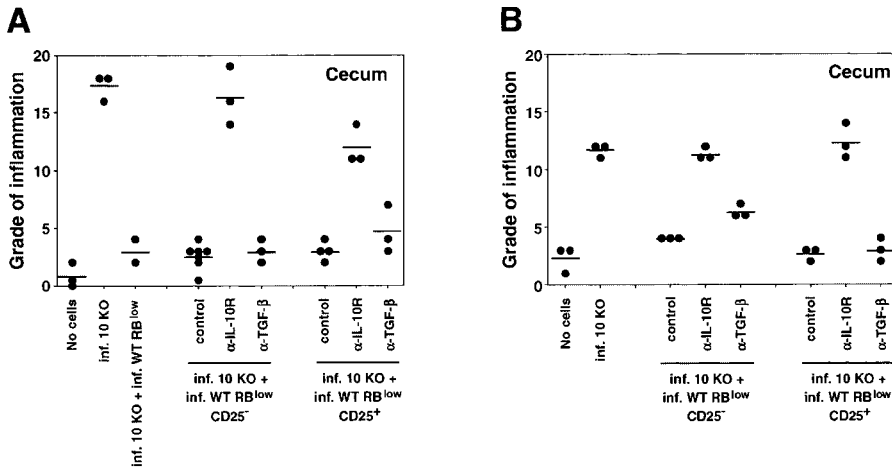 A
Grade of inflammation
20
15
10
5
0
Cecum
No cells
inf. 10 KO
inf. 10 KO + inf. WT RBlow
control
α-IL-10R
α-TGF-β
control
α-IL-10R
α-TGF-β
inf. 10 KO +
inf. WT RBlow
CD25-
inf. 10 KO +
inf. WT RBlow
CD25+
B
Grade of inflammation
20
15
10
5
0
Cecum
No cells
inf. 10 KO
control
α-IL-10R
α-TGF-β
control
α-IL-10R
α-TGF-β
inf. 10 KO +
inf. WT RBlow
CD25-
inf. 10 KO +
inf. WT RBlow
CD25+